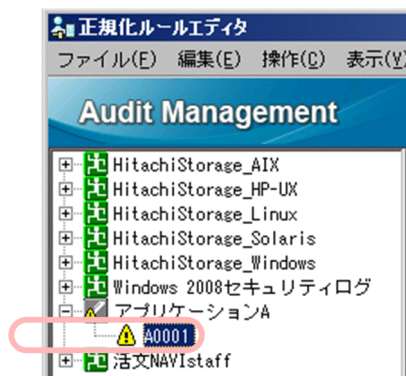 正規化ルールエディタ
ファイル(F) 編集(E) 操作(C) 表示(V)
Audit Management
HitachiStorage_AIX
HitachiStorage_HP-UX
HitachiStorage_Linux
HitachiStorage_Solaris
HitachiStorage_Windows
Windows 2008セキュリティログ
アプリケーションA
A0001
活文NAVIstaff